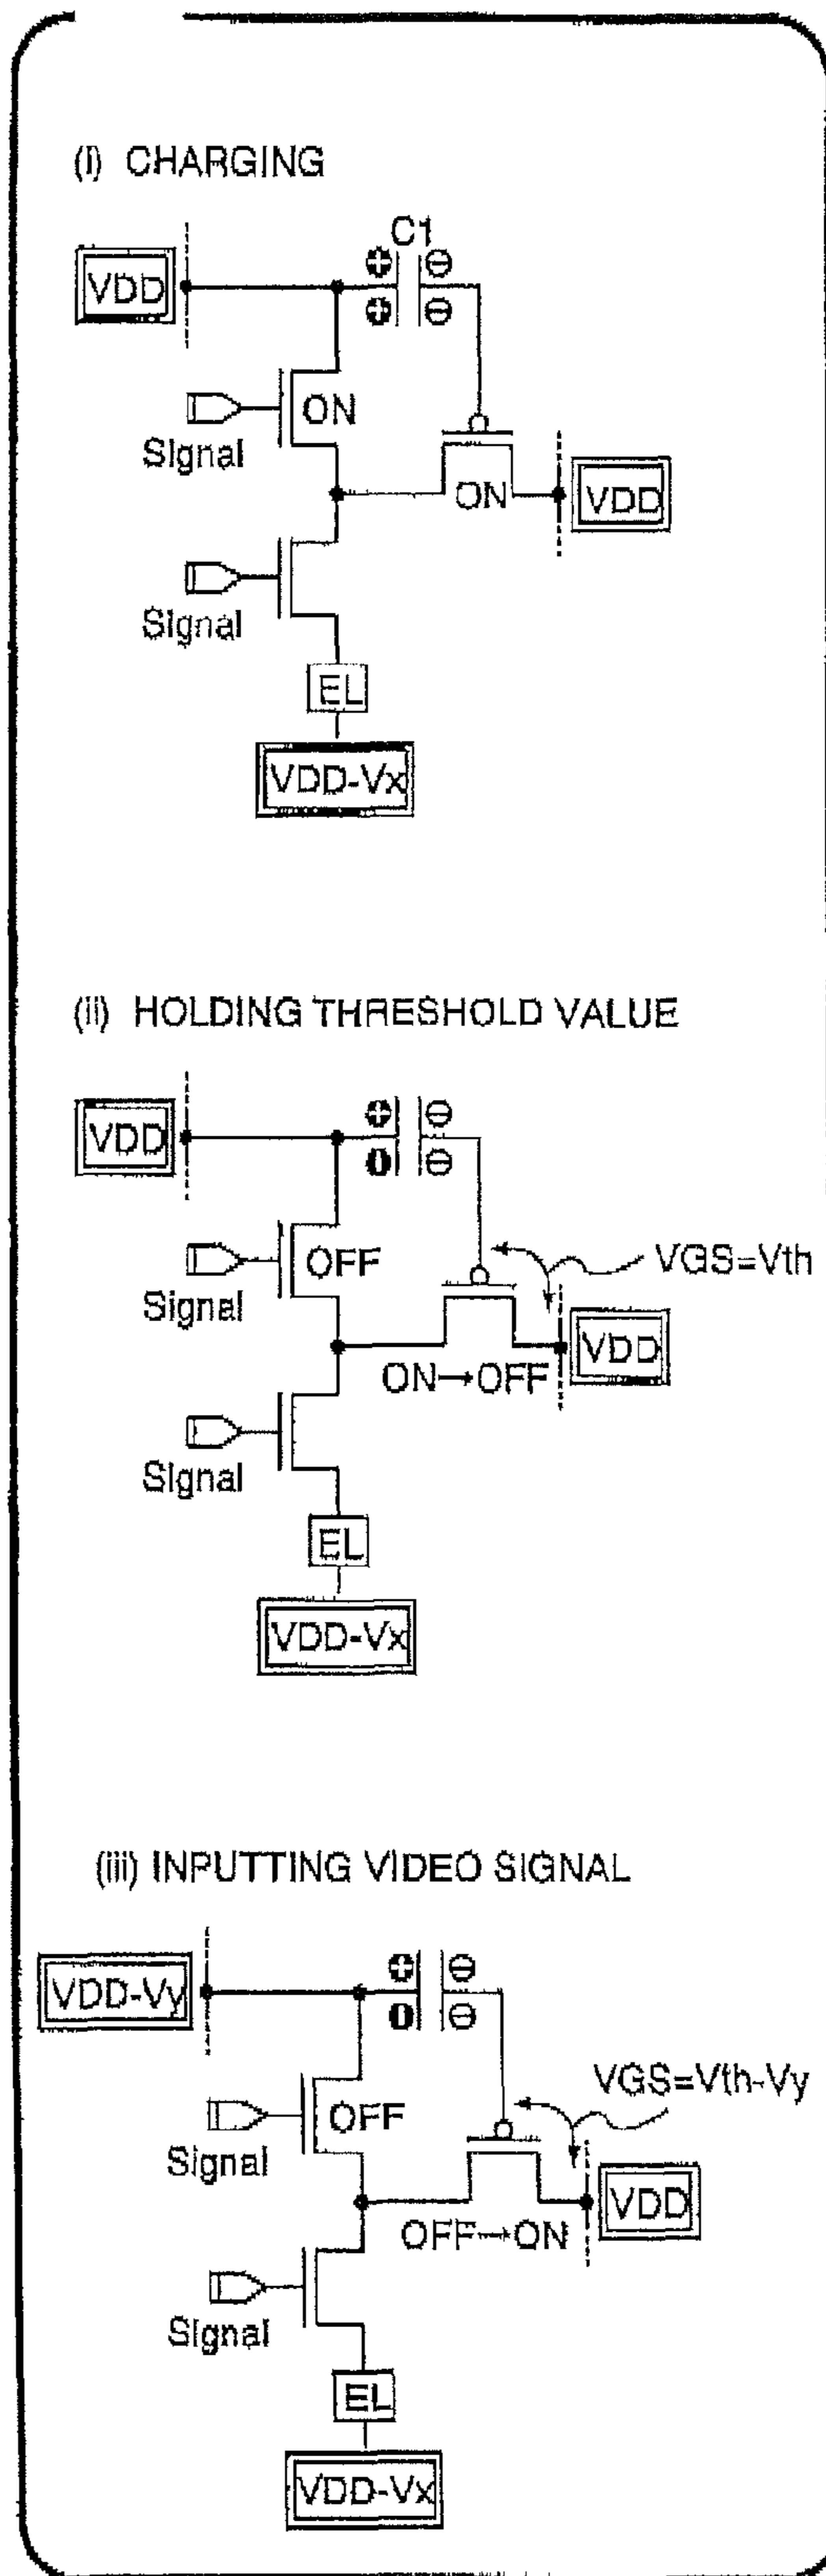 (i) CHARGING
C1
⊕ ⊖
VDD
⊕ ⊖
ON
Signal
ON
VDD
Signal
EL
VDD-Vx
(ii) HOLDING THRESHOLD VALUE
⊕ ⊖
VDD
⊖
OFF
VGS=Vth
Signal
VDD
ON→OFF
Signal
EL
VDD-Vx
(iii) INPUTTING VIDEO SIGNAL
⊕ ⊖
VDD-Vy
⊖
VGS=Vth-Vy
OFF
Signal
VDD
OFF→ON
Signal
EL
VDD-Vx